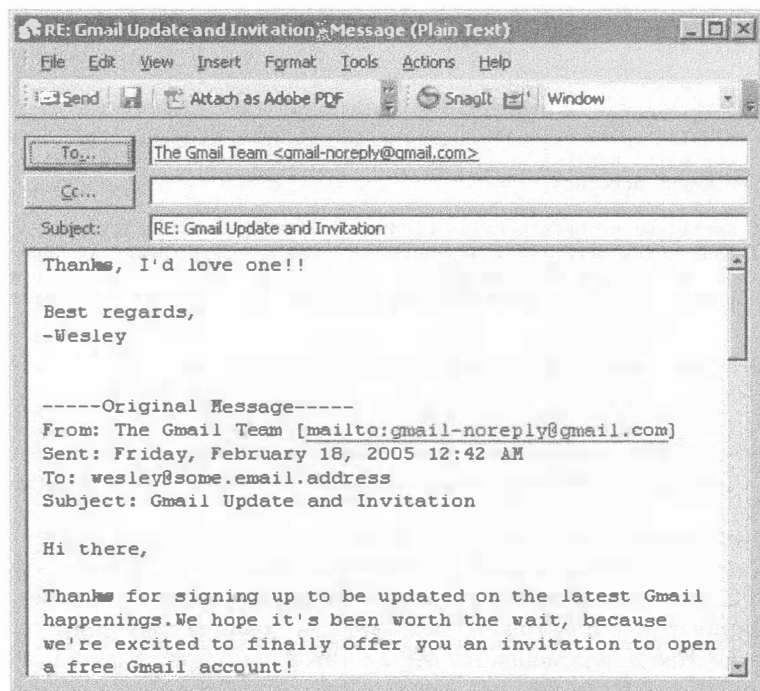 RE: Gmail Update and Invitation - Message (Plain Text)
File Edit View Insert Format Tools Actions Help
Send Attach as Adobe PDF SnagIt Window
To... The Gmail Team <gmail-noreply@gmail.com>
Cc...
Subject: RE: Gmail Update and Invitation
Thanks, I'd love one!!
Best regards,
-Wesley
-----Original Message-----
From: The Gmail Team [mailto:gmail-noreply@gmail.com]
Sent: Friday, February 18, 2005 12:42 AM
To: wesley@some.email.address
Subject: Gmail Update and Invitation
Hi there,
Thanks for signing up to be updated on the latest Gmail
happenings.We hope it's been worth the wait, because
we're excited to finally offer you an invitation to open
a free Gmail account!